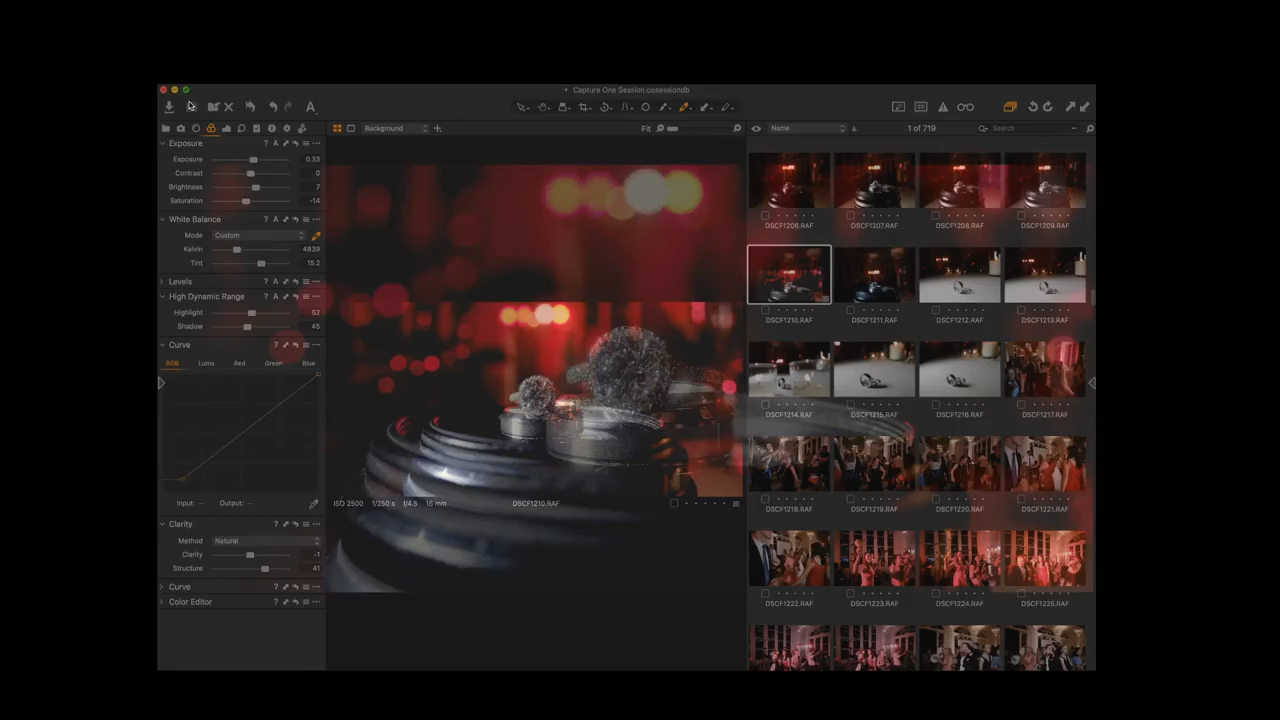 Capture One Session.cosessiondb
Background
Fit
Name
1 of 719
Search
Exposure
Exposure 0.33
Contrast 0
Brightness 7
Saturation -14
White Balance
Mode Custom
Kelvin 4839
Tint 15.2
Levels
High Dynamic Range
Highlight 52
Shadow 45
Curve
RGB Luma Red Green Blue
Input: -- Output: --
Clarity
Method Natural
Clarity -1
Structure 41
Curve
Color Editor
ISO 2500 1/250 s f/4.5 16 mm DSCF1210.RAF
DSCF1206.RAF DSCF1207.RAF DSCF1208.RAF DSCF1209.RAF
DSCF1210.RAF DSCF1211.RAF DSCF1212.RAF DSCF1213.RAF
DSCF1214.RAF DSCF1215.RAF DSCF1216.RAF DSCF1217.RAF
DSCF1218.RAF DSCF1219.RAF DSCF1220.RAF DSCF1221.RAF
DSCF1222.RAF DSCF1223.RAF DSCF1224.RAF DSCF1225.RAF